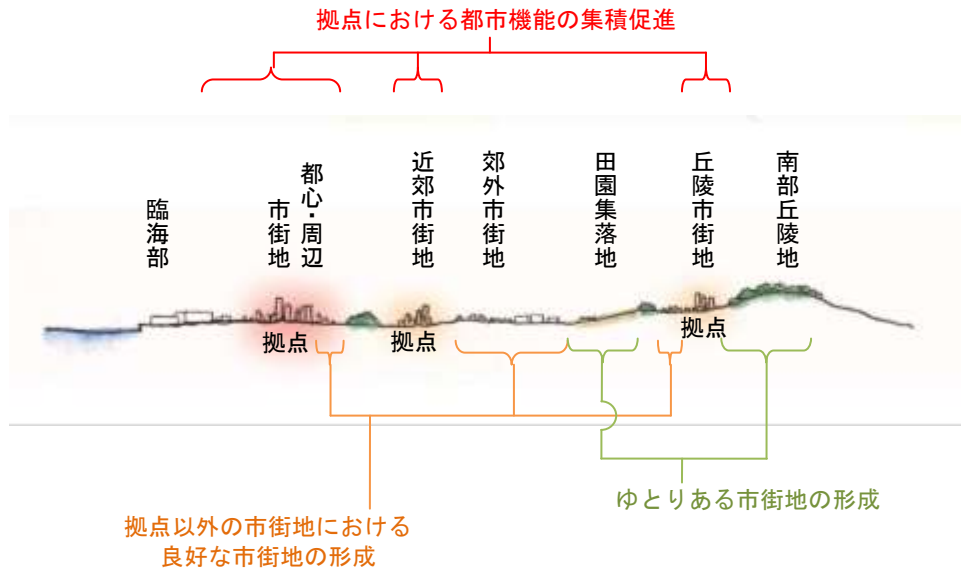 拠点における都市機能の集積促進
臨海部
都心・周辺
市街地
近郊市街地
郊外市街地
田園集落地
丘陵市街地
南部丘陵地
拠点
拠点
拠点
ゆとりある市街地の形成
拠点以外の市街地における
良好な市街地の形成